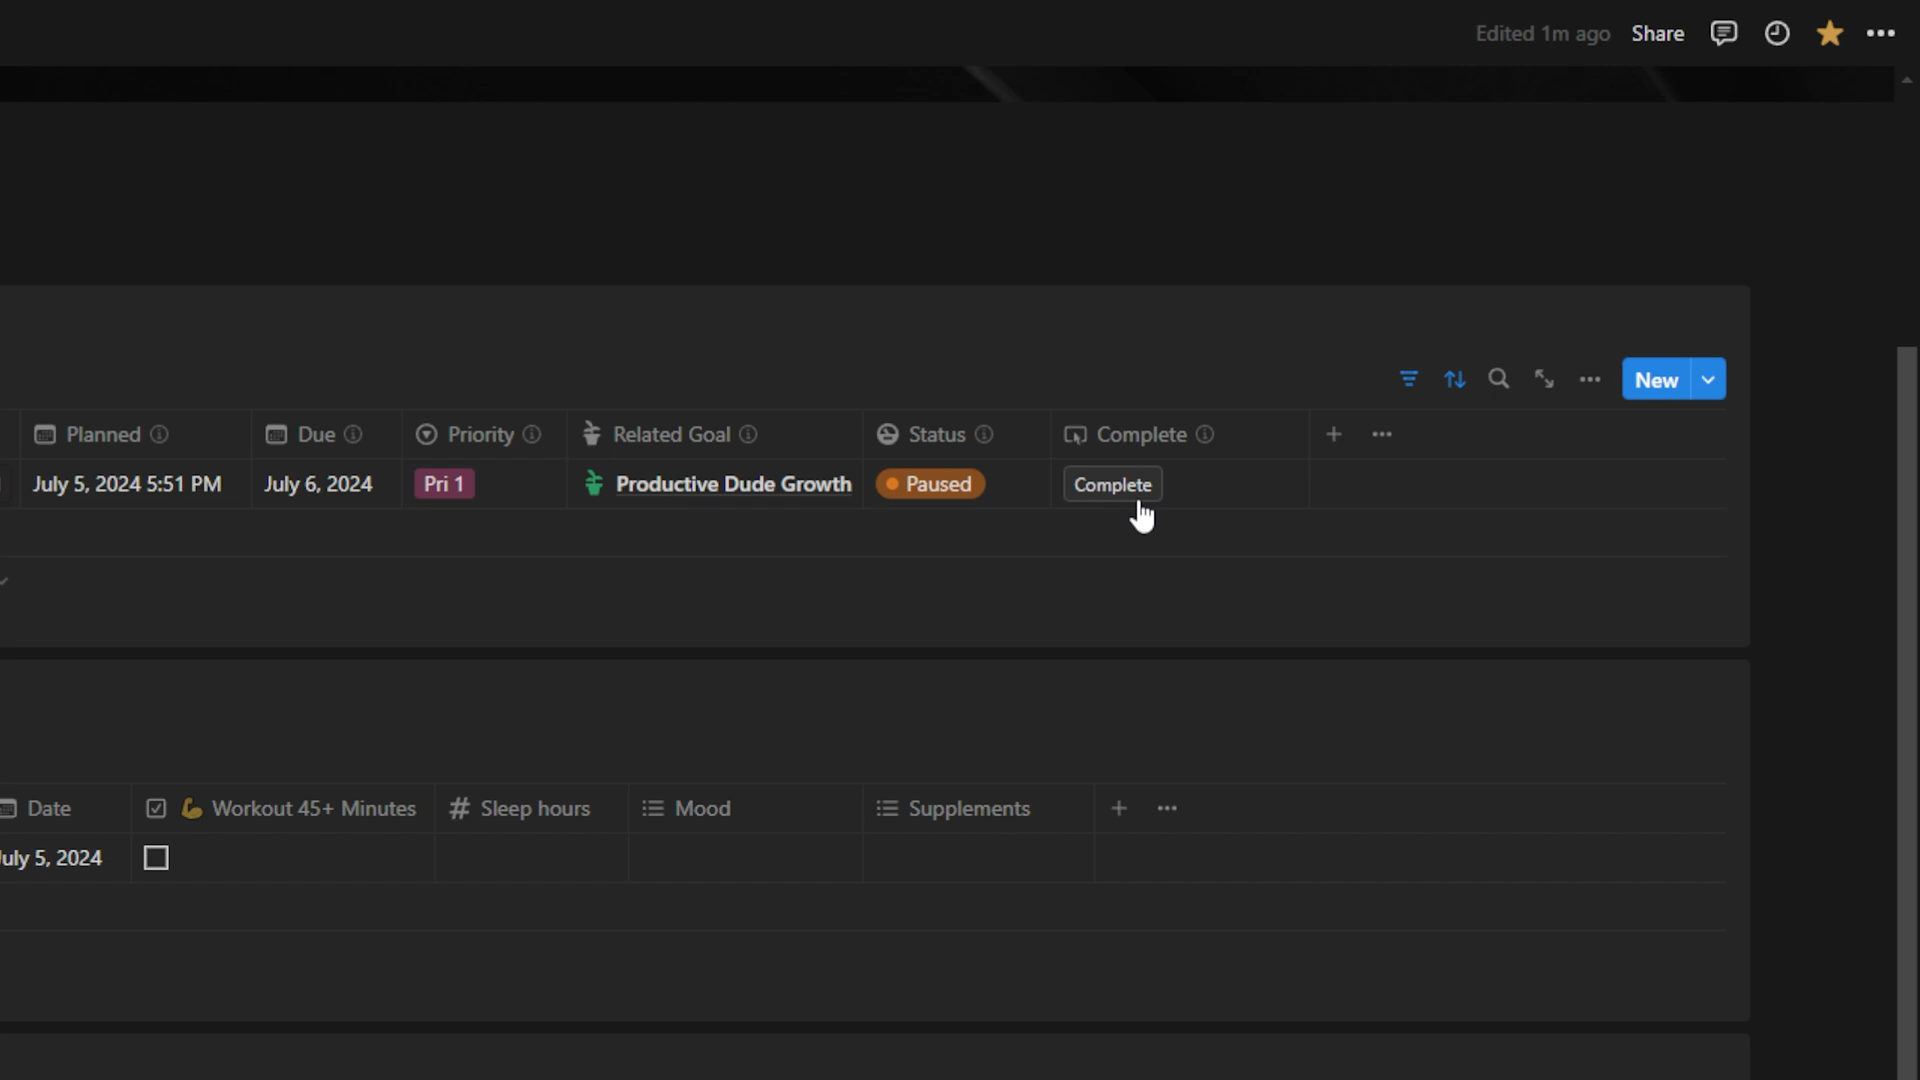 Edited 1m ago Share
New
Planned Due Priority Related Goal Status Complete
July 5, 2024 5:51 PM July 6, 2024 Pri 1 Productive Dude Growth Paused Complete
Date 💪 Workout 45+ Minutes # Sleep hours Mood Supplements
July 5, 2024